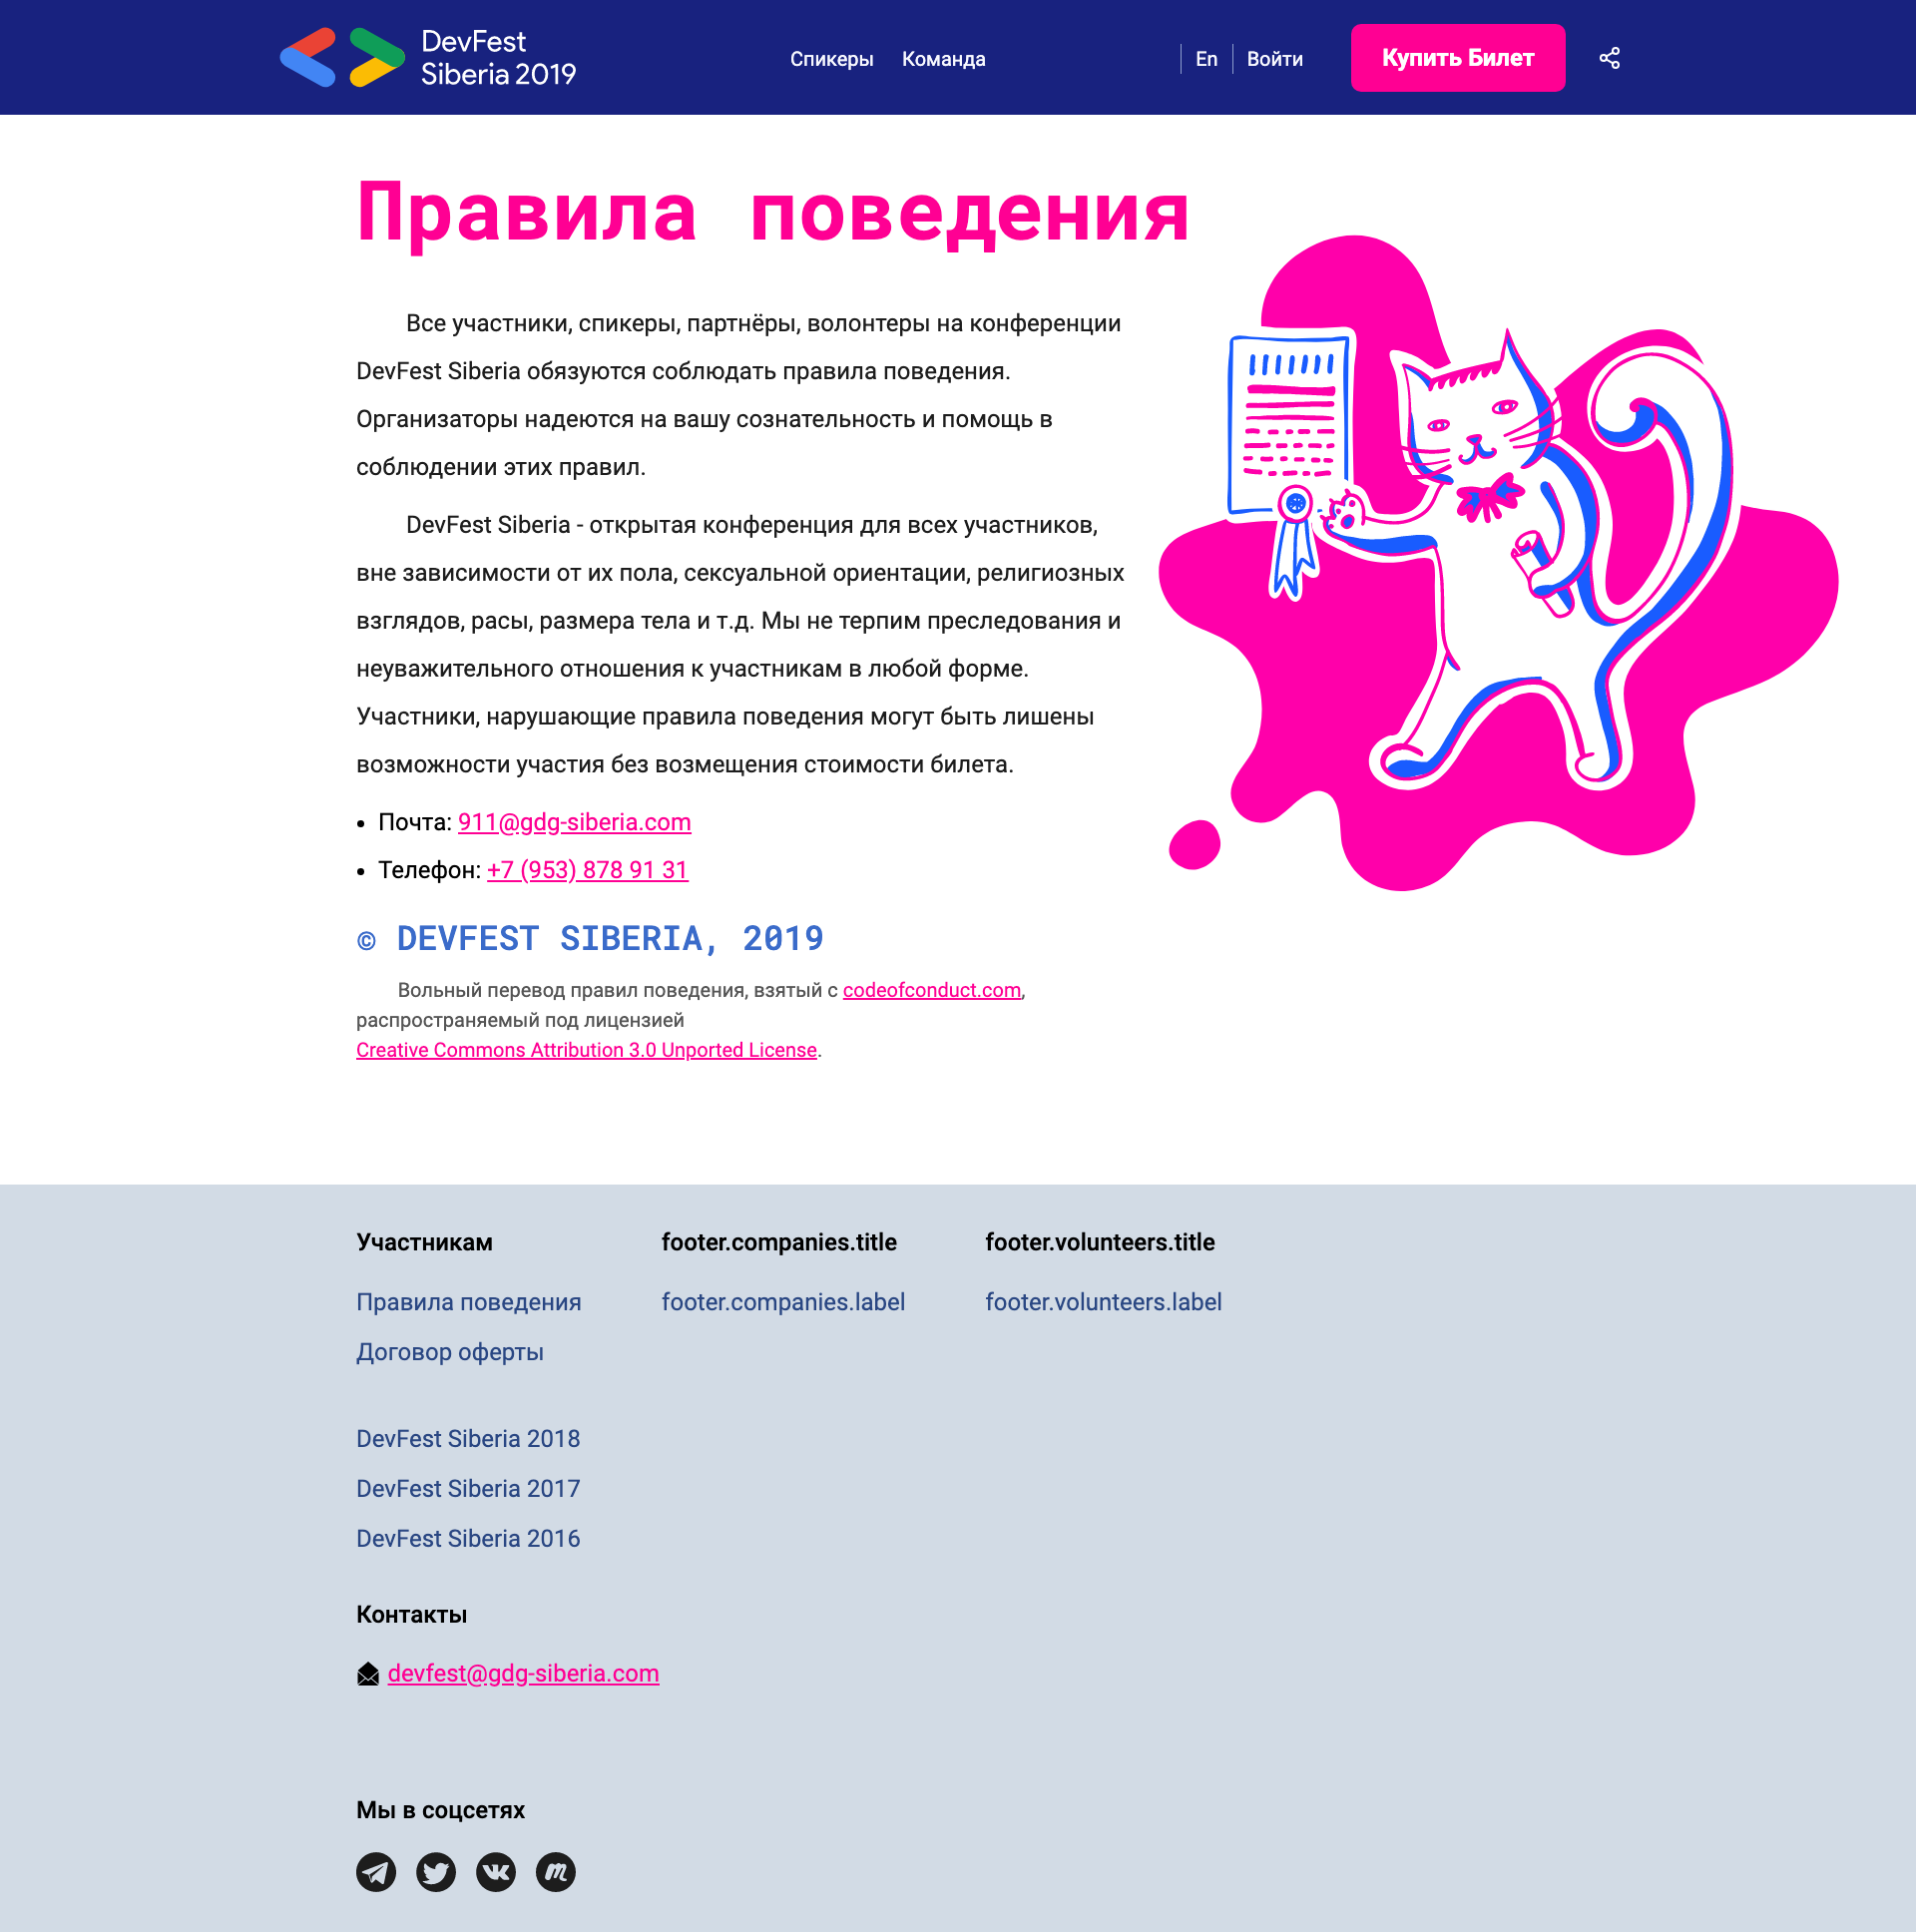 DevFest
Siberia 2019
Спикеры
Команда
En
Войти
Купить Билет
Правила поведения
Все участники, спикеры, партнёры, волонтеры на конференции
DevFest Siberia обязуются соблюдать правила поведения.
Организаторы надеются на вашу сознательность и помощь в
соблюдении этих правил.
DevFest Siberia - открытая конференция для всех участников,
вне зависимости от их пола, сексуальной ориентации, религиозных
взглядов, расы, размера тела и т.д. Мы не терпим преследования и
неуважительного отношения к участникам в любой форме.
Участники, нарушающие правила поведения могут быть лишены
возможности участия без возмещения стоимости билета.
• Почта: 911@gdg-siberia.com
• Телефон: +7 (953) 878 91 31
© DEVFEST SIBERIA, 2019
Вольный перевод правил поведения, взятый с codeofconduct.com,
распространяемый под лицензией
Creative Commons Attribution 3.0 Unported License.
Участникам
Правила поведения
Договор оферты
DevFest Siberia 2018
DevFest Siberia 2017
DevFest Siberia 2016
footer.companies.title
footer.companies.label
footer.volunteers.title
footer.volunteers.label
Контакты
devfest@gdg-siberia.com
Мы в соцсетях